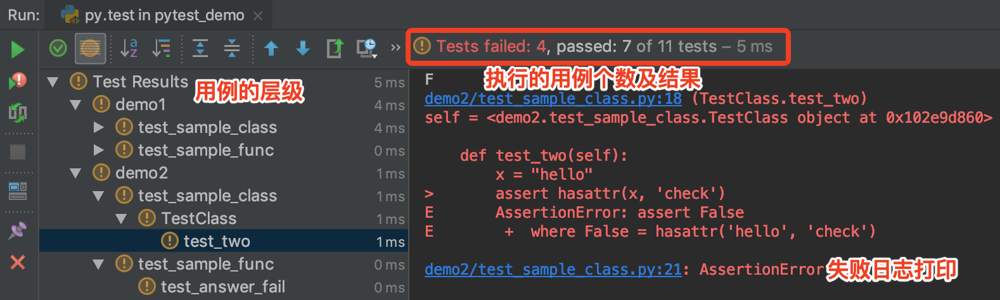 Run: py.test in pytest_demo
Tests failed: 4, passed: 7 of 11 tests – 5 ms
执行的用例个数及结果
用例的层级
Test Results 5 ms
demo1 4 ms
test_sample_class 4 ms
test_sample_func 0 ms
demo2 1 ms
test_sample_class 1 ms
TestClass 1 ms
test_two 1 ms
test_sample_func 0 ms
test_answer_fail 0 ms
F
demo2/test_sample_class.py:18 (TestClass.test_two)
self = <demo2.test_sample_class.TestClass object at 0x102e9d860>
def test_two(self):
x = "hello"
> assert hasattr(x, 'check')
E AssertionError: assert False
E + where False = hasattr('hello', 'check')
demo2/test_sample_class.py:21: AssertionError
失败日志打印